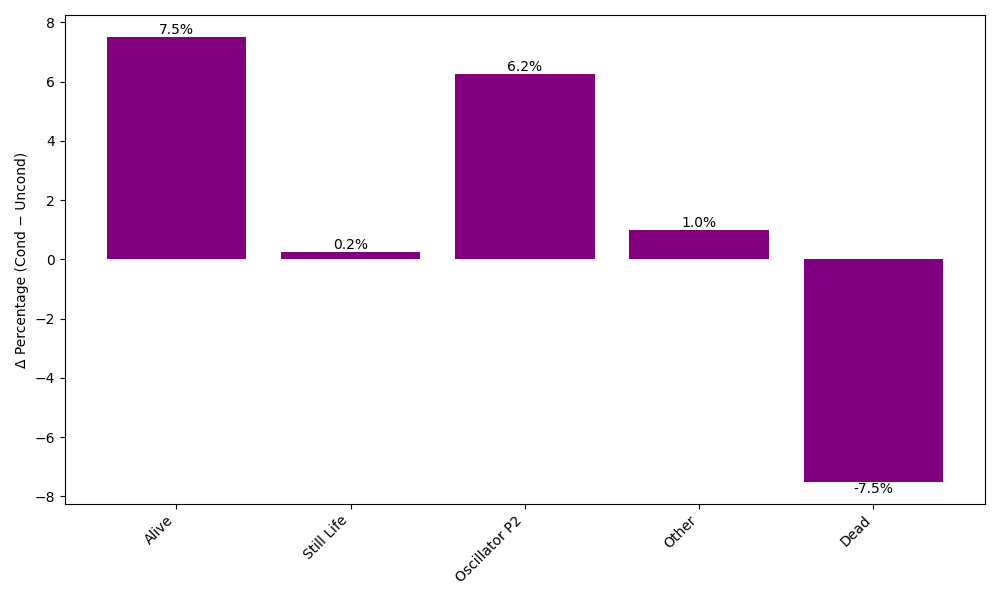 Δ Percentage (Cond − Uncond)
8
6
4
2
0
−2
−4
−6
−8
7.5%
0.2%
6.2%
1.0%
-7.5%
Alive
Still Life
Oscillator P2
Other
Dead